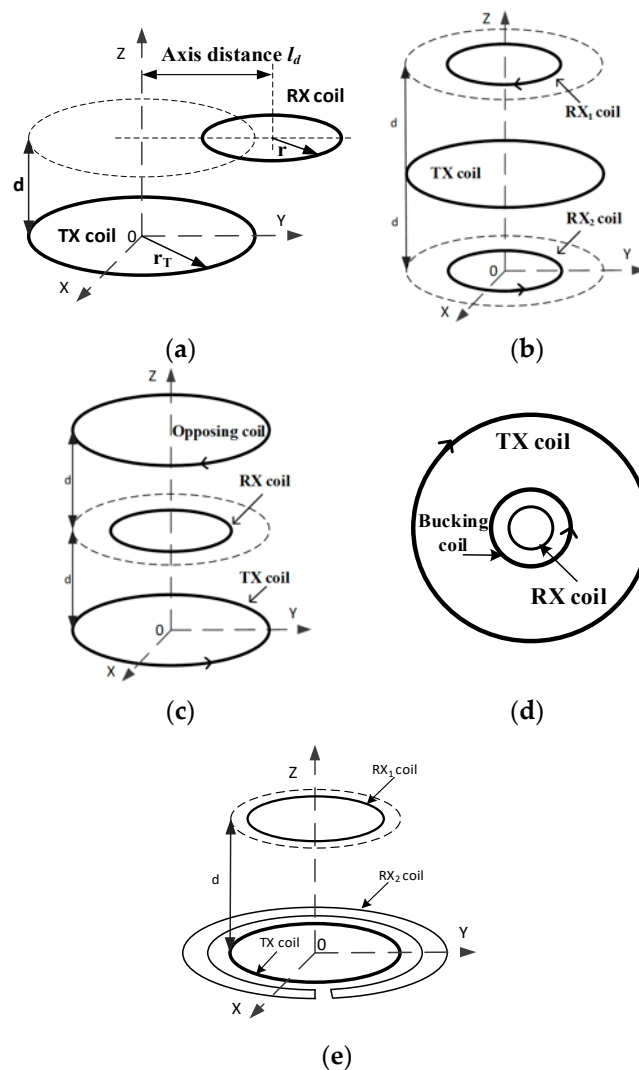 Z
Axis distance l_d
RX coil
d
r
TX coil
0
Y
r_T
X
(a)
Z
d
RX₁ coil
TX coil
d
RX₂ coil
0
Y
X
(b)
Z
Opposing coil
d
RX coil
d
TX coil
0
Y
X
(c)
TX coil
Bucking
coil
RX coil
(d)
Z
RX₁ coil
d
RX₂ coil
TX coil
0
Y
X
(e)